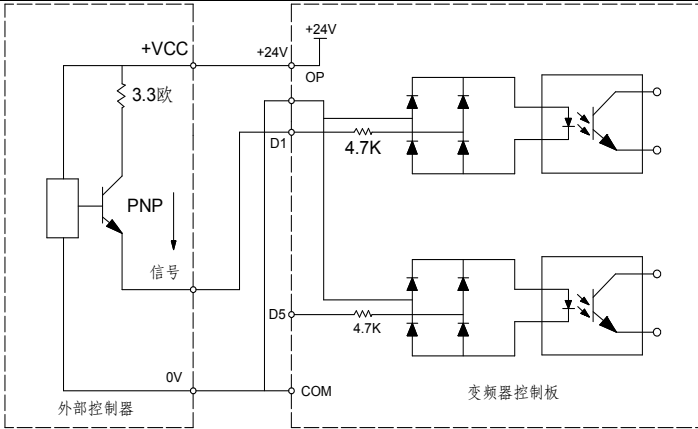 +24V
+VCC
+24V
OP
3.3欧
D1
4.7K
PNP
信号
D5
4.7K
0V
COM
外部控制器
变频器控制板